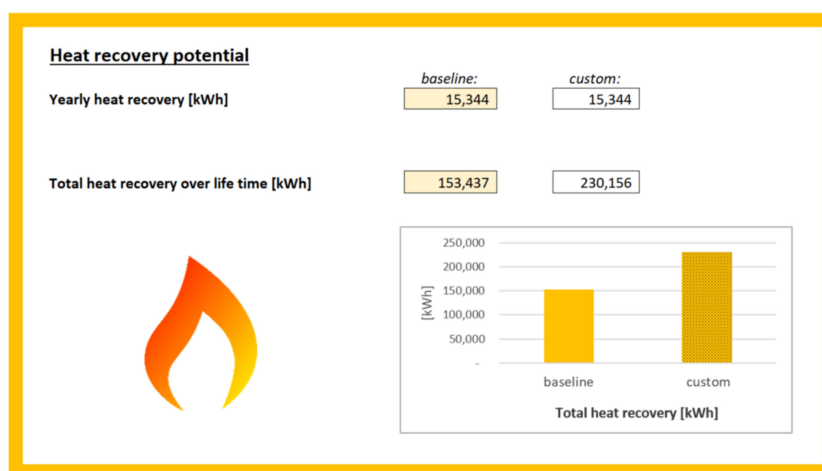 Heat recovery potential
baseline: custom:
Yearly heat recovery [kWh] 15,344 15,344
Total heat recovery over life time [kWh] 153,437 230,156
250,000
200,000
150,000
100,000
50,000
-
[kWh]
baseline custom
Total heat recovery [kWh]